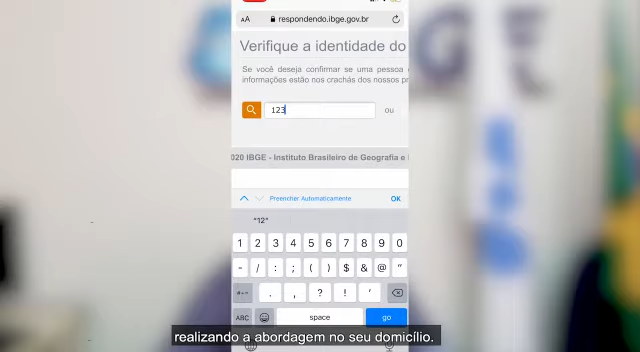 AA respondendo.ibge.gov.br
Verifique a identidade do
Se você deseja confirmar se uma pessoa
informações estão nos crachás dos nossos
123 ou
020 IBGE - Instituto Brasileiro de Geografia e
Preencher Automaticamente OK
"12"
1 2 3 4 5 6 7 8 9 0
- / : ; ( ) $ & @ "
#+= . , ? ! ' 
ABC space go
realizando a abordagem no seu domicílio.